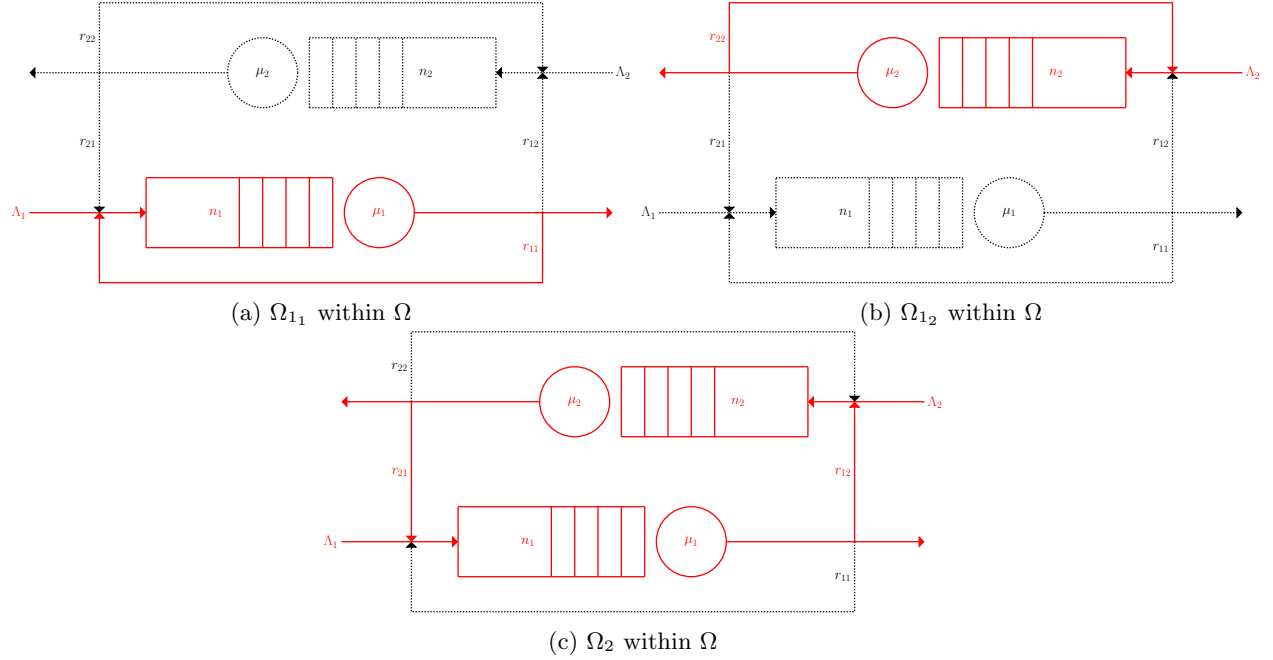 r₂₂
μ₂
n₂
Λ₂
r₂₁
r₁₂
Λ₁
n₁
μ₁
r₁₁
(a) Ω₁₁ within Ω
r₂₂
μ₂
n₂
Λ₂
r₂₁
r₁₂
Λ₁
n₁
μ₁
r₁₁
(b) Ω₁₂ within Ω
r₂₂
μ₂
n₂
Λ₂
r₂₁
r₁₂
Λ₁
n₁
μ₁
r₁₁
(c) Ω₂ within Ω